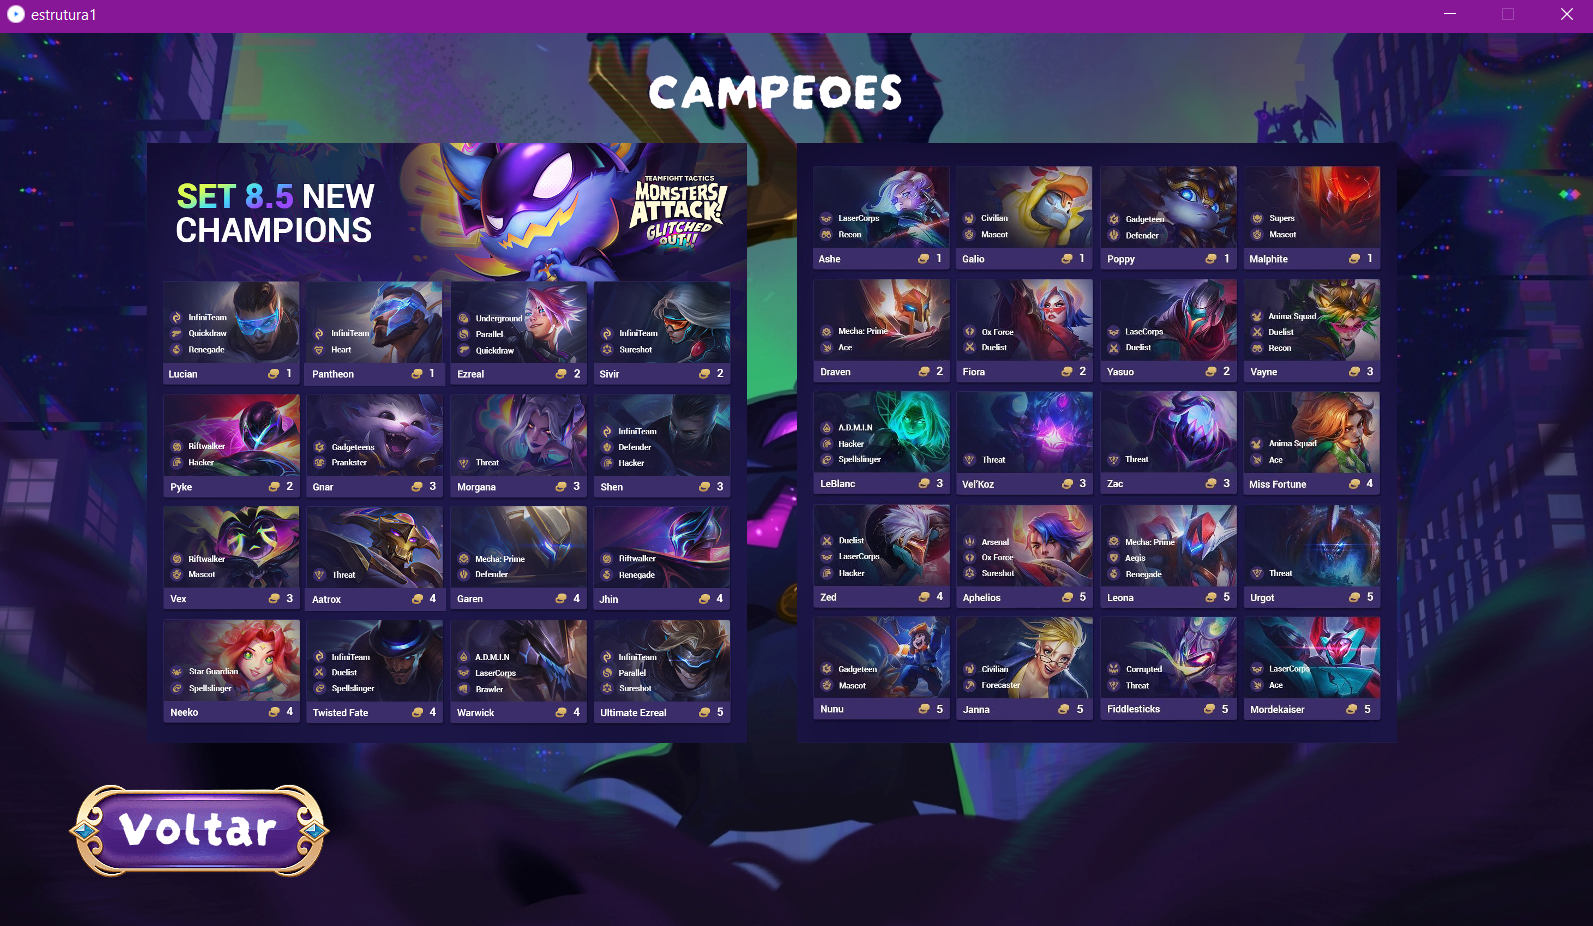 estrutura1
CAMPEOES
SET 8.5 NEW
CHAMPIONS
TEAMFIGHT TACTICS
MONSTERS
ATTACK!
GLITCHED
OUT!!
InfiniTeam
Quickdraw
Renegade
Lucian 1
InfiniTeam
Heart
Pantheon 1
Underground
Parallel
Quickdraw
Ezreal 2
InfiniTeam
Sureshot
Sivir 2
Riftwalker
Hacker
Pyke 2
Gadgeteens
Prankster
Gnar 3
Threat
Morgana 3
InfiniTeam
Defender
Hacker
Shen 3
Riftwalker
Mascot
Vex 3
Threat
Aatrox 4
Mecha: Prime
Defender
Garen 4
Riftwalker
Renegade
Jhin 4
Star Guardian
Spellslinger
Neeko 4
InfiniTeam
Duelist
Spellslinger
Twisted Fate 4
A.D.M.I.N
LaserCorps
Brawler
Warwick 4
InfiniTeam
Parallel
Sureshot
Ultimate Ezreal 5
LaserCorps
Recon
Ashe 1
Civilian
Mascot
Galio 1
Gadgeteen
Defender
Poppy 1
Supers
Mascot
Malphite 1
Mecha: Prime
Ace
Draven 2
Ox Force
Duelist
Fiora 2
LaseCorps
Duelist
Yasuo 2
Anima Squad
Duelist
Recon
Vayne 3
A.D.M.I.N
Hacker
Spellslinger
LeBlanc 3
Threat
Vel'Koz 3
Threat
Zac 3
Anima Squad
Ace
Miss Fortune 4
Duelist
LaserCorps
Hacker
Zed 4
Arsenal
Ox Force
Sureshot
Aphelios 5
Mecha: Prime
Aegis
Renegade
Leona 5
Threat
Urgot 5
Gadgeteen
Mascot
Nunu 5
Civilian
Forecaster
Janna 5
Corrupted
Threat
Fiddlesticks 5
LaserCorps
Ace
Mordekaiser 5
Voltar